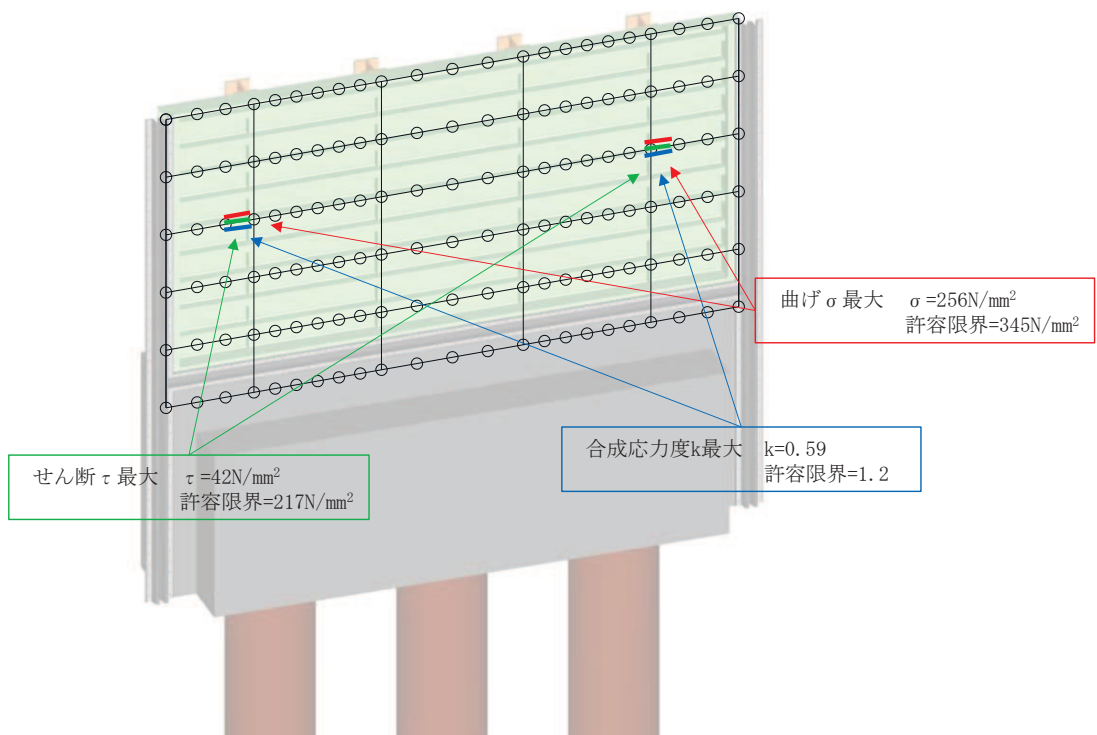 曲げσ最大 σ=256N/mm²
許容限界=345N/mm²
合成応力度k最大 k=0.59
許容限界=1.2
せん断τ最大 τ=42N/mm²
許容限界=217N/mm²